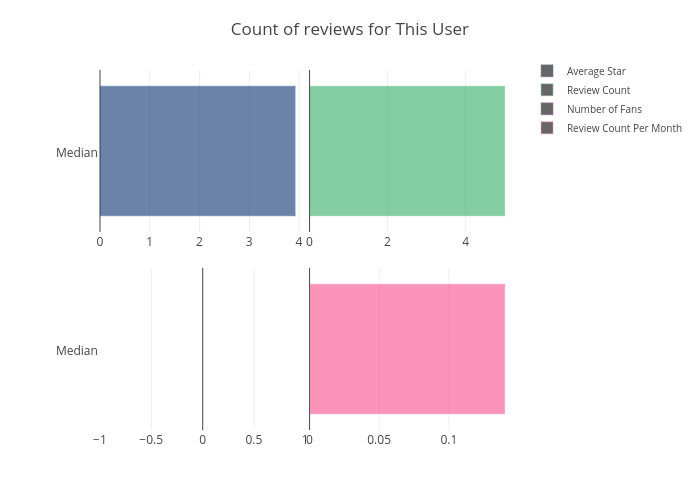 Count of reviews for This User
Average Star
Review Count
Number of Fans
Review Count Per Month
Median
0 1 2 3 4 0 2 4
Median
−1 −0.5 0 0.5 1 0 0.05 0.1